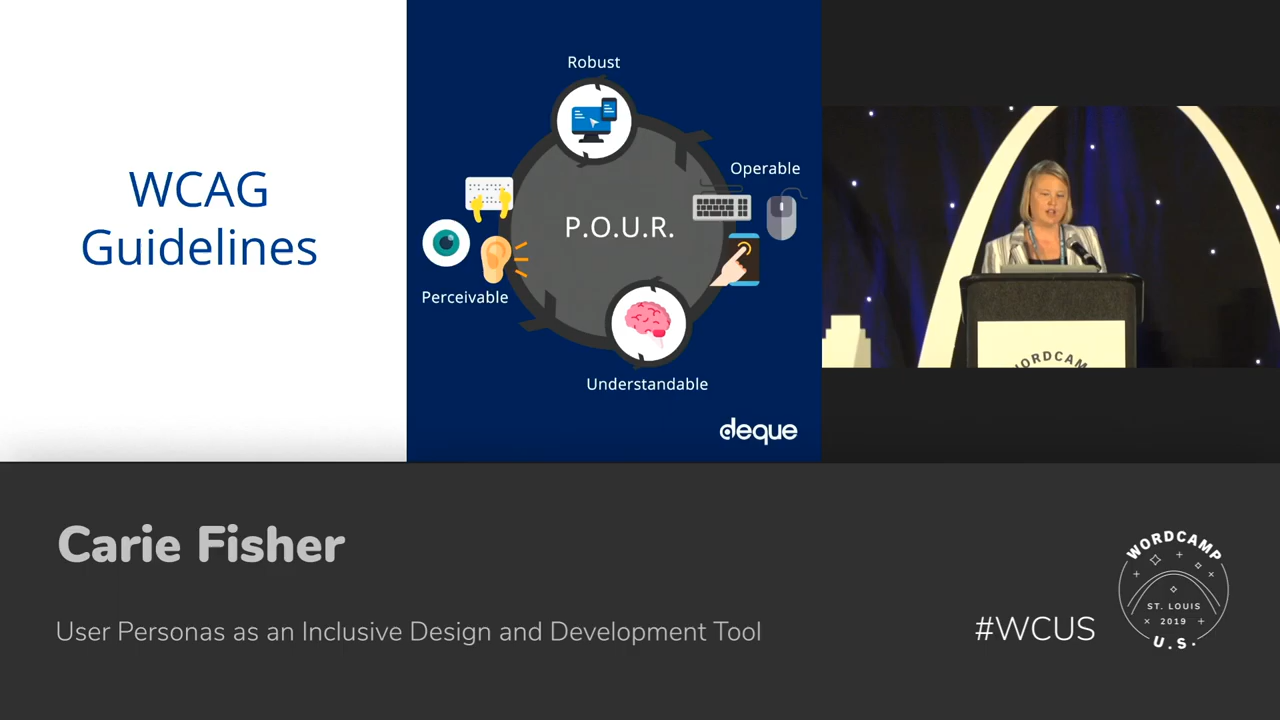 WCAG
Guidelines
Robust
Operable
P.O.U.R.
Perceivable
Understandable
deque
WORDCAMP
Carie Fisher
User Personas as an Inclusive Design and Development Tool
#WCUS
WORDCAMP
ST. LOUIS
2019
U.S.